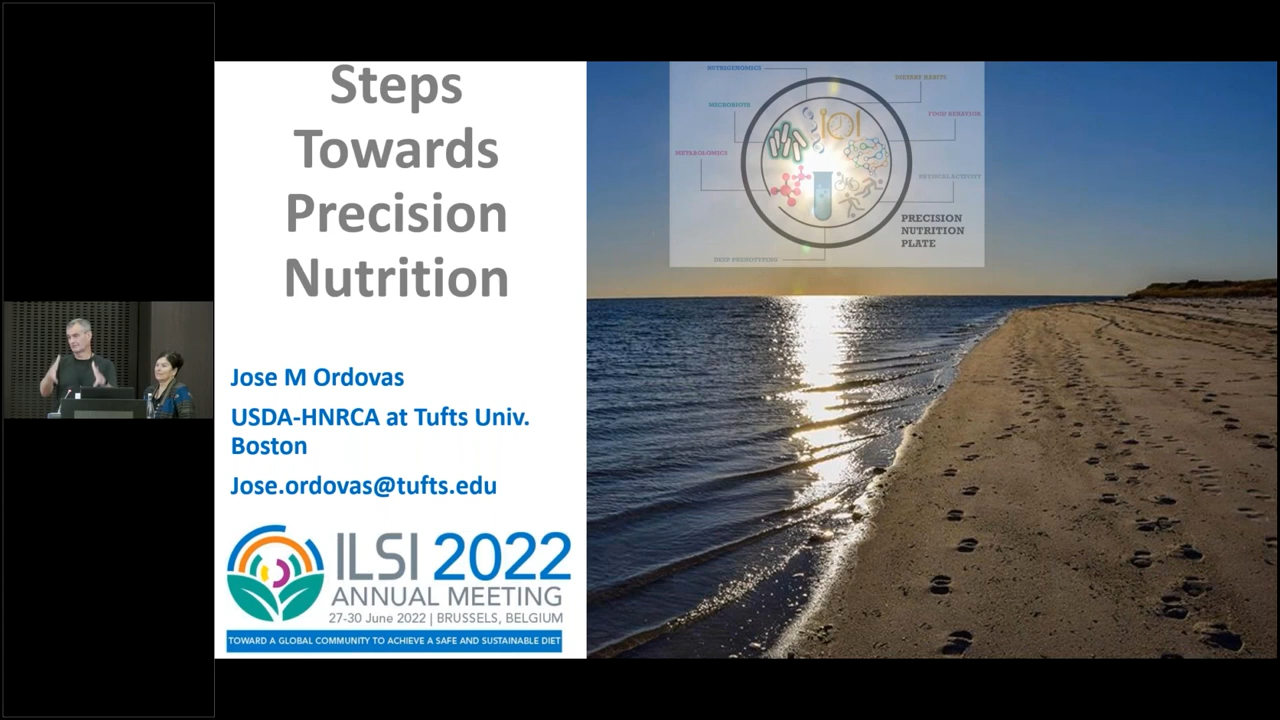 Steps
Towards
Precision
Nutrition
Jose M Ordovas
USDA-HNRCA at Tufts Univ.
Boston
Jose.ordovas@tufts.edu
ILSI 2022
ANNUAL MEETING
27-30 June 2022 | BRUSSELS, BELGIUM
TOWARD A GLOBAL COMMUNITY TO ACHIEVE A SAFE AND SUSTAINABLE DIET
NUTRIGENOMICS
DIETARY HABITS
MICROBIOTE
FOOD BEHAVIOR
METABOLOMICS
PHYSICAL ACTIVITY
PRECISION
NUTRITION
PLATE
DEEP PHENOTYPING